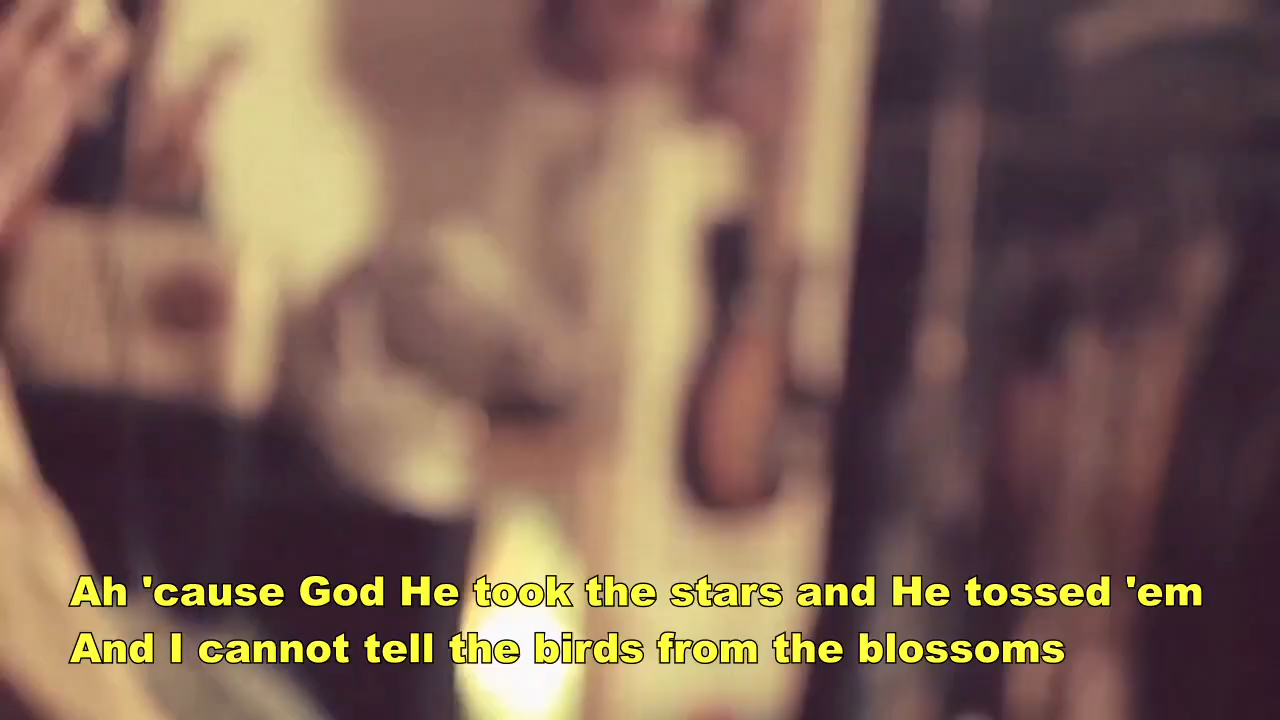 Ah 'cause God He took the stars and He tossed 'em
And I cannot tell the birds from the blossoms